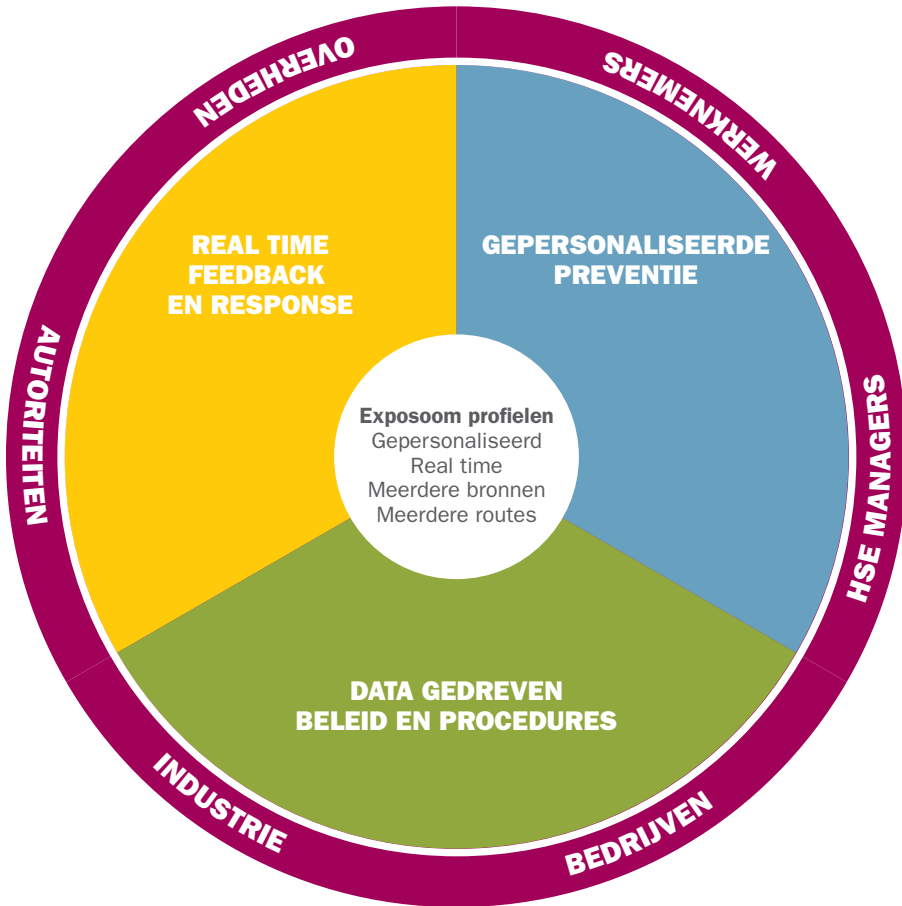 OVERHEDEN
WERKNEMERS
REAL TIME
FEEDBACK
EN RESPONSE
GEPERSONALISEERDE
PREVENTIE
AUTORITEITEN
HSE MANAGERS
Exposoom profielen
Gepersonaliseerd
Real time
Meerdere bronnen
Meerdere routes
DATA GEDREVEN
BELEID EN PROCEDURES
INDUSTRIE
BEDRIJVEN